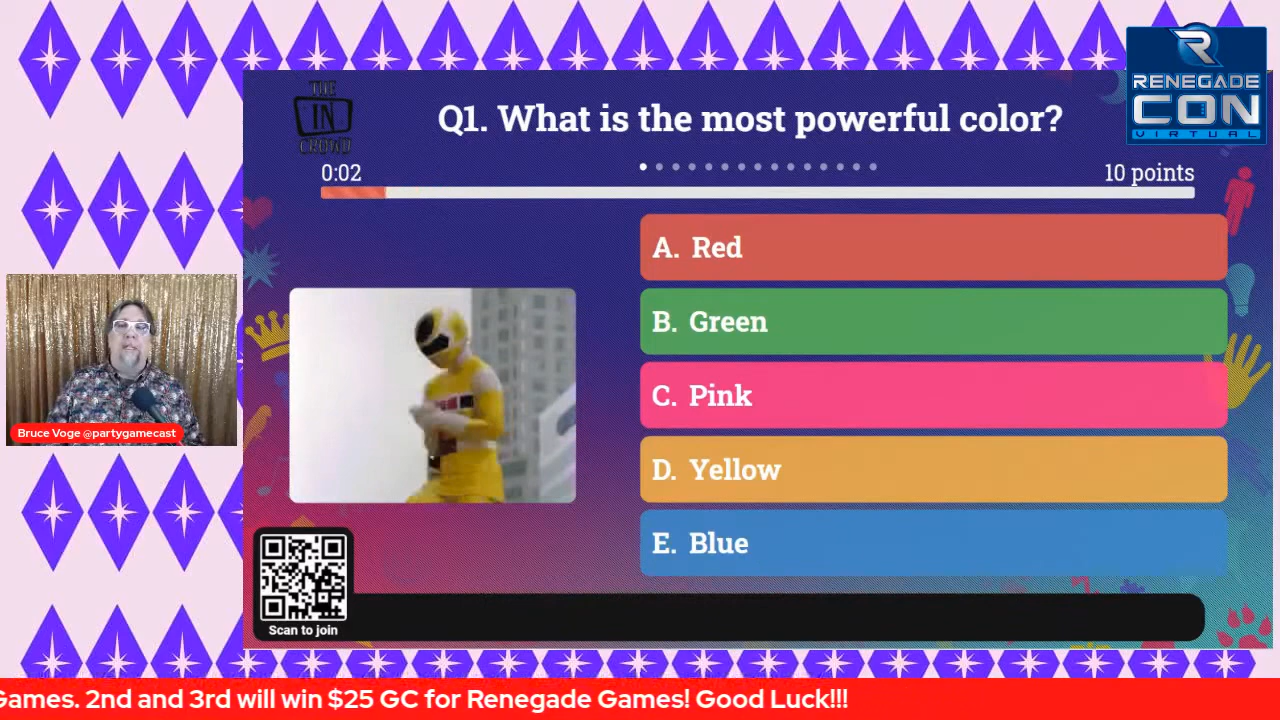 RENEGADE
CON
VIRTUAL
THE
IN
CROWD
Q1. What is the most powerful color?
0:02
10 points
A. Red
B. Green
C. Pink
D. Yellow
E. Blue
Bruce Voge @partygamecast
Scan to join
Games. 2nd and 3rd will win $25 GC for Renegade Games! Good Luck!!!